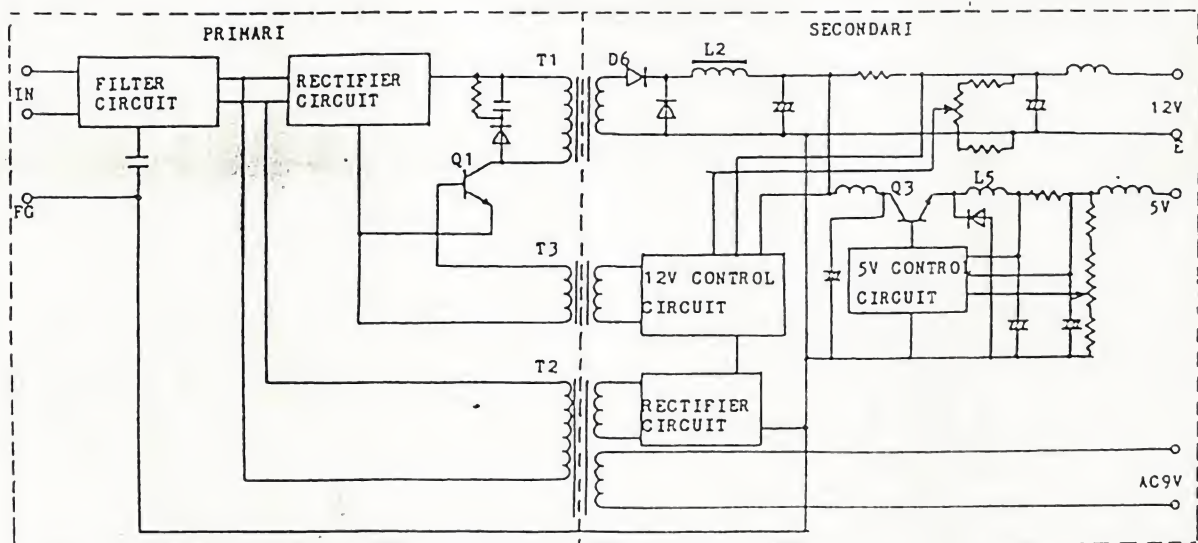 PRIMARI
SECONDARI
T1
D6
L2
FILTER
CIRCUIT
RECTIFIER
CIRCUIT
IN
12V
E
Q1
FG
Q3
L5
5V
T3
12V CONTROL
CIRCUIT
5V CONTROL
CIRCUIT
T2
RECTIFIER
CIRCUIT
AC9V